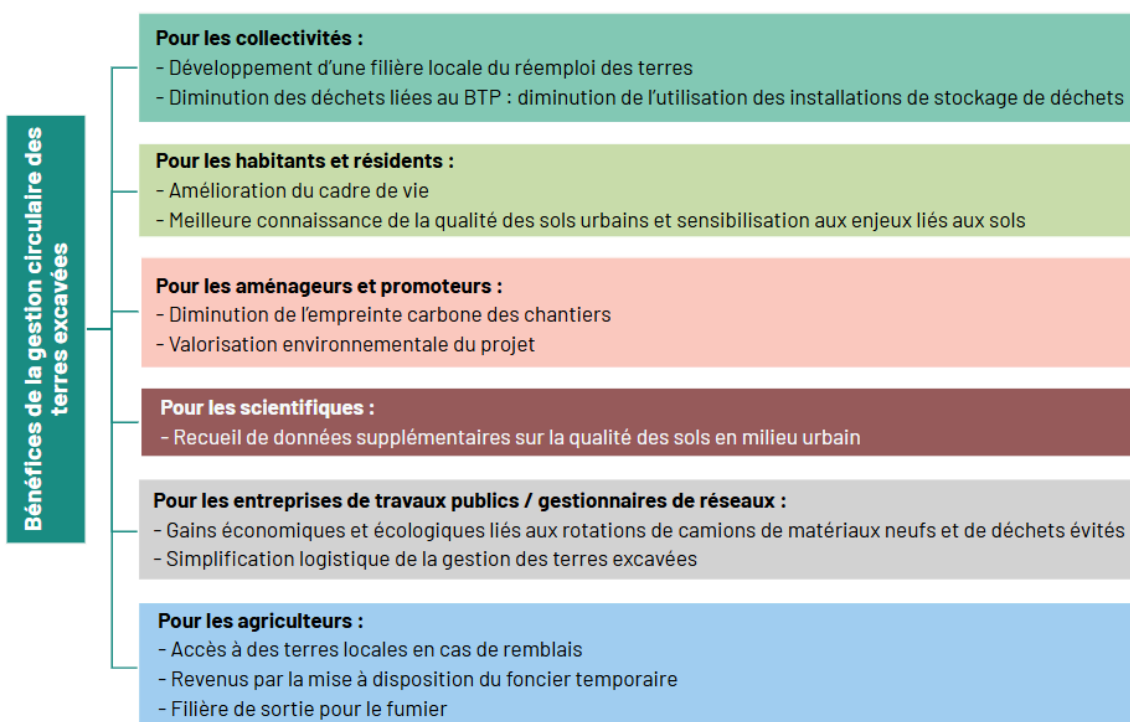 Bénéfices de la gestion circulaire des
terres excavées
Pour les collectivités :
- Développement d'une filière locale du réemploi des terres
- Diminution des déchets liées au BTP : diminution de l'utilisation des installations de stockage de déchets
Pour les habitants et résidents :
- Amélioration du cadre de vie
- Meilleure connaissance de la qualité des sols urbains et sensibilisation aux enjeux liés aux sols
Pour les aménageurs et promoteurs :
- Diminution de l'empreinte carbone des chantiers
- Valorisation environnementale du projet
Pour les scientifiques :
- Recueil de données supplémentaires sur la qualité des sols en milieu urbain
Pour les entreprises de travaux publics / gestionnaires de réseaux :
- Gains économiques et écologiques liés aux rotations de camions de matériaux neufs et de déchets évités
- Simplification logistique de la gestion des terres excavées
Pour les agriculteurs :
- Accès à des terres locales en cas de remblais
- Revenus par la mise à disposition du foncier temporaire
- Filière de sortie pour le fumier